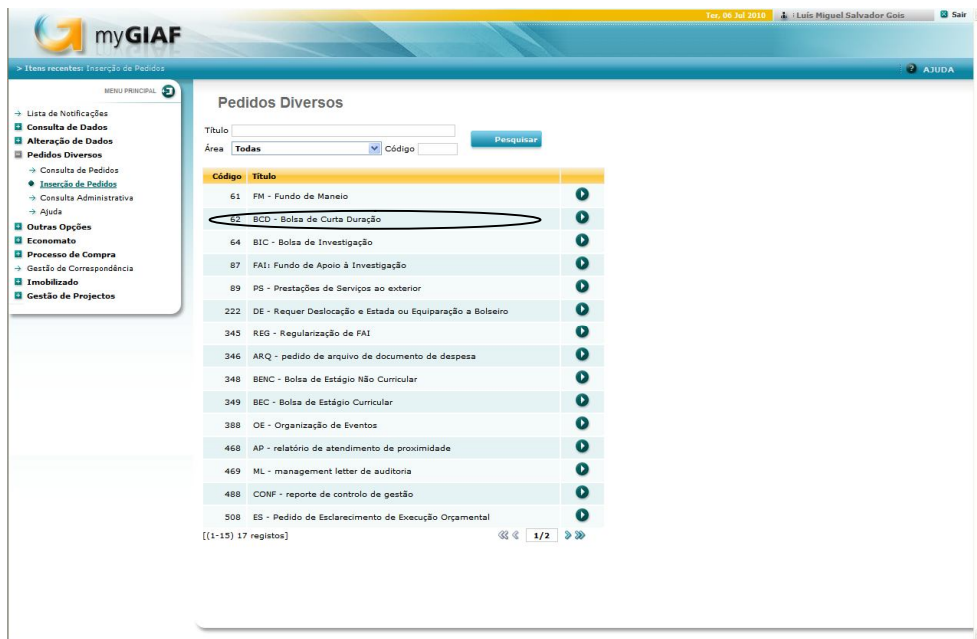 Ter, 06 Jul 2010 Luís Miguel Salvador Gois Sair
myGIAF
> Itens recentes: Inserção de Pedidos
AJUDA
MENU PRINCIPAL
Lista de Notificações
Consulta de Dados
Alteração de Dados
Pedidos Diversos
Consulta de Pedidos
Inserção de Pedidos
Consulta Administrativa
Ajuda
Outras Opções
Economato
Processo de Compra
Gestão de Correspondência
Imobilizado
Gestão de Projectos
Pedidos Diversos
Título
Pesquisar
Área Todas Código
Código Título
61 FM - Fundo de Maneio
62 BCD - Bolsa de Curta Duração
64 BIC - Bolsa de Investigação
87 FAI: Fundo de Apoio à Investigação
89 PS - Prestações de Serviços ao exterior
222 DE - Requer Deslocação e Estada ou Equiparação a Bolseiro
345 REG - Regularização de FAI
346 ARQ - pedido de arquivo de documento de despesa
348 BENC - Bolsa de Estágio Não Curricular
349 BEC - Bolsa de Estágio Curricular
388 OE - Organização de Eventos
468 AP - relatório de atendimento de proximidade
469 ML - management letter de auditoria
488 CONF - reporte de controlo de gestão
508 ES - Pedido de Esclarecimento de Execução Orçamental
[(1-15) 17 registos] 1/2